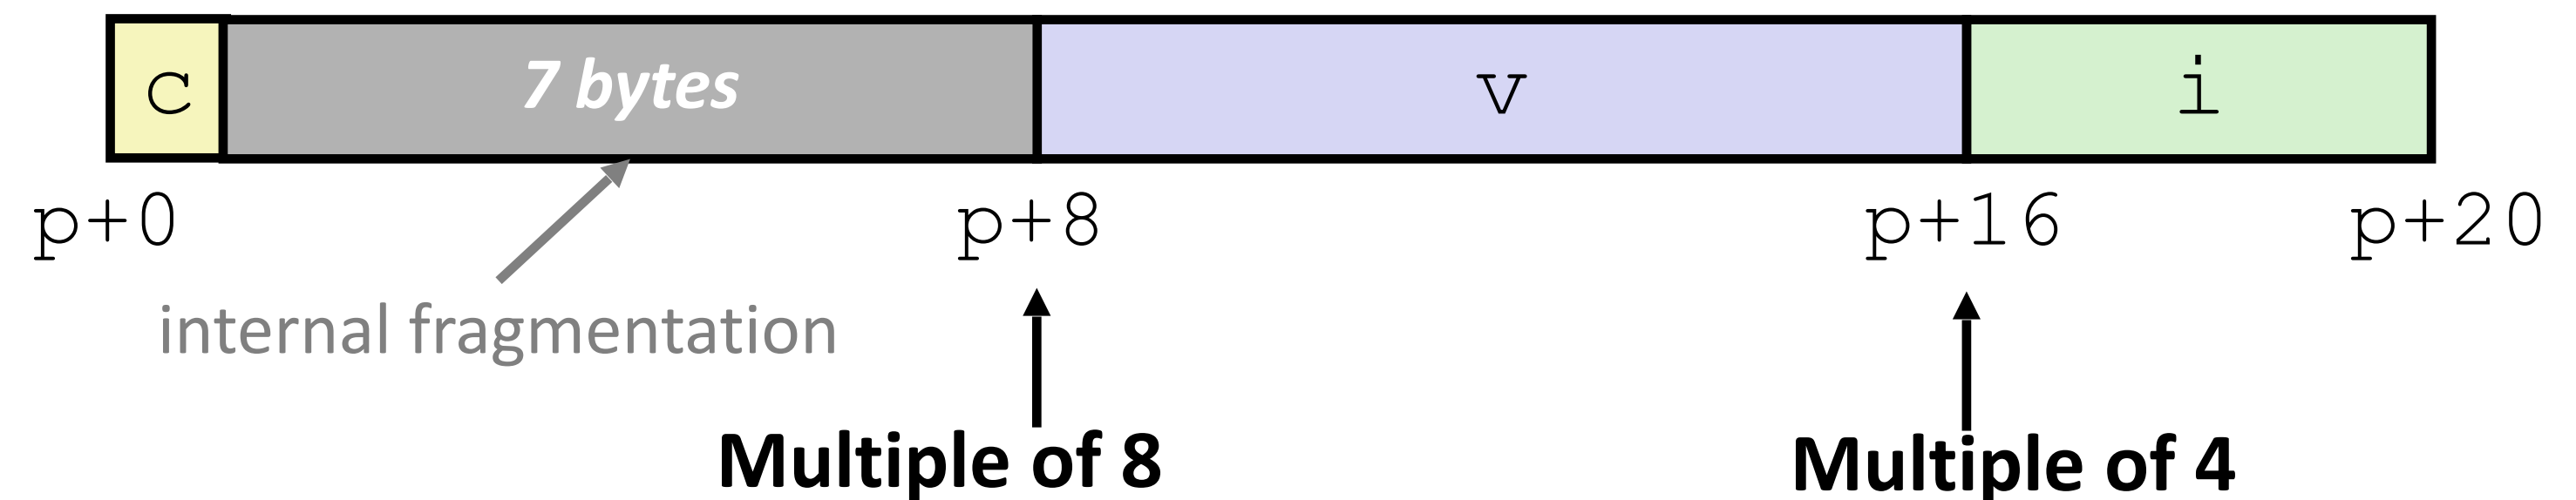 c 7 bytes v i
p+0 p+8 p+16 p+20
internal fragmentation
Multiple of 8 Multiple of 4